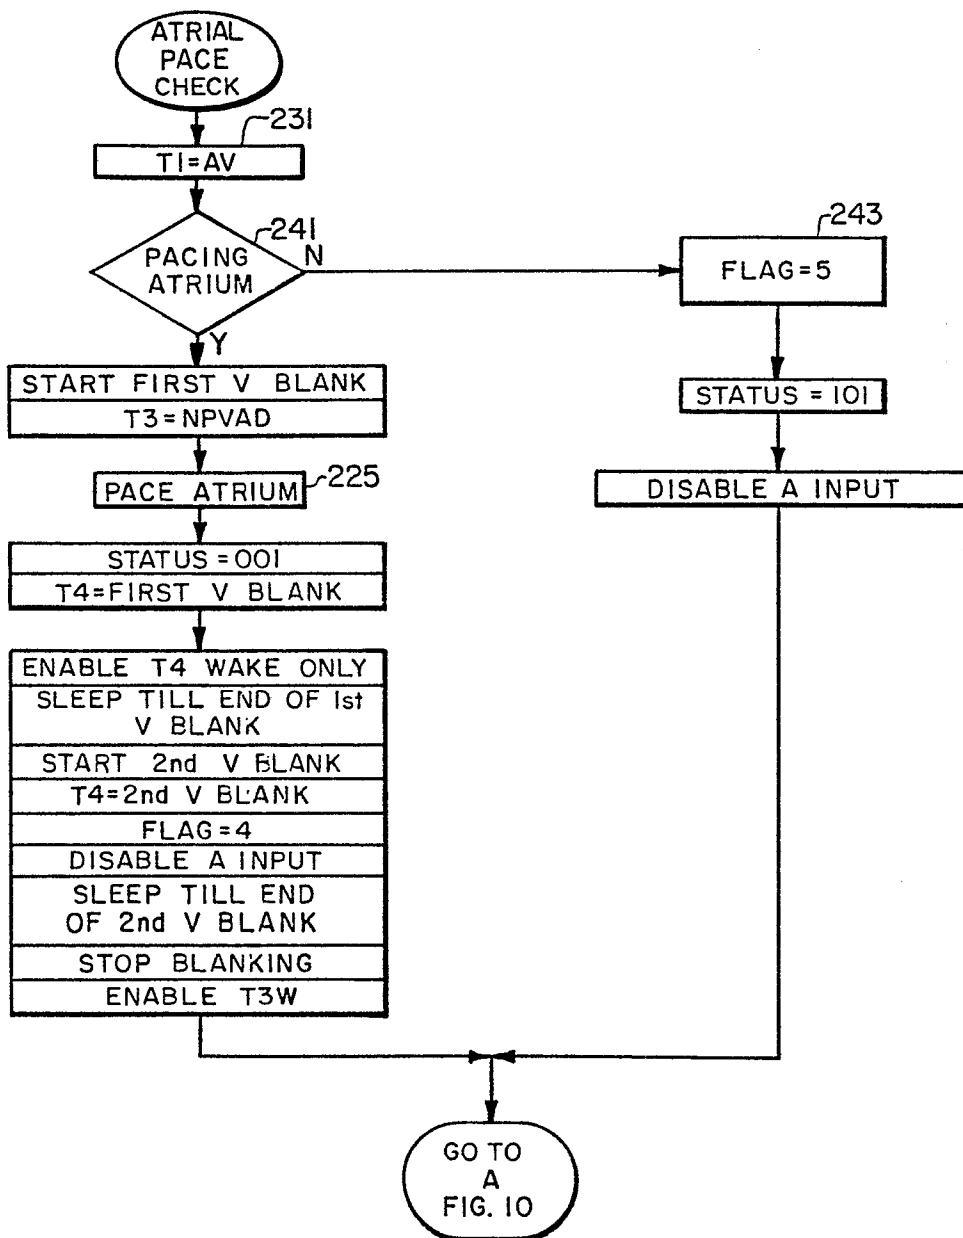 ATRIAL
PACE
CHECK
231
T1=AV
241
PACING
ATRIUM
N
Y
243
FLAG=5
STATUS = 101
DISABLE A INPUT
START FIRST V BLANK
T3=NPVAD
225
PACE ATRIUM
STATUS =001
T4=FIRST V BLANK
ENABLE T4 WAKE ONLY
SLEEP TILL END OF 1st
V BLANK
START 2nd V BLANK
T4=2nd V BLANK
FLAG=4
DISABLE A INPUT
SLEEP TILL END
OF 2nd V BLANK
STOP BLANKING
ENABLE T3W
GO TO
A
FIG. 10